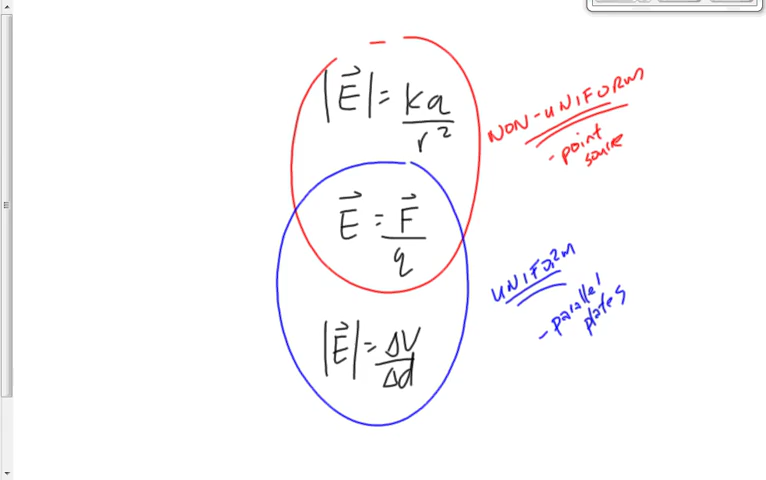 |E⃗| = kq/r²
NON-UNIFORM
- point
source
E⃗ = F⃗/q
UNIFORM
- parallel
plates
|E⃗| = ΔV/Δd